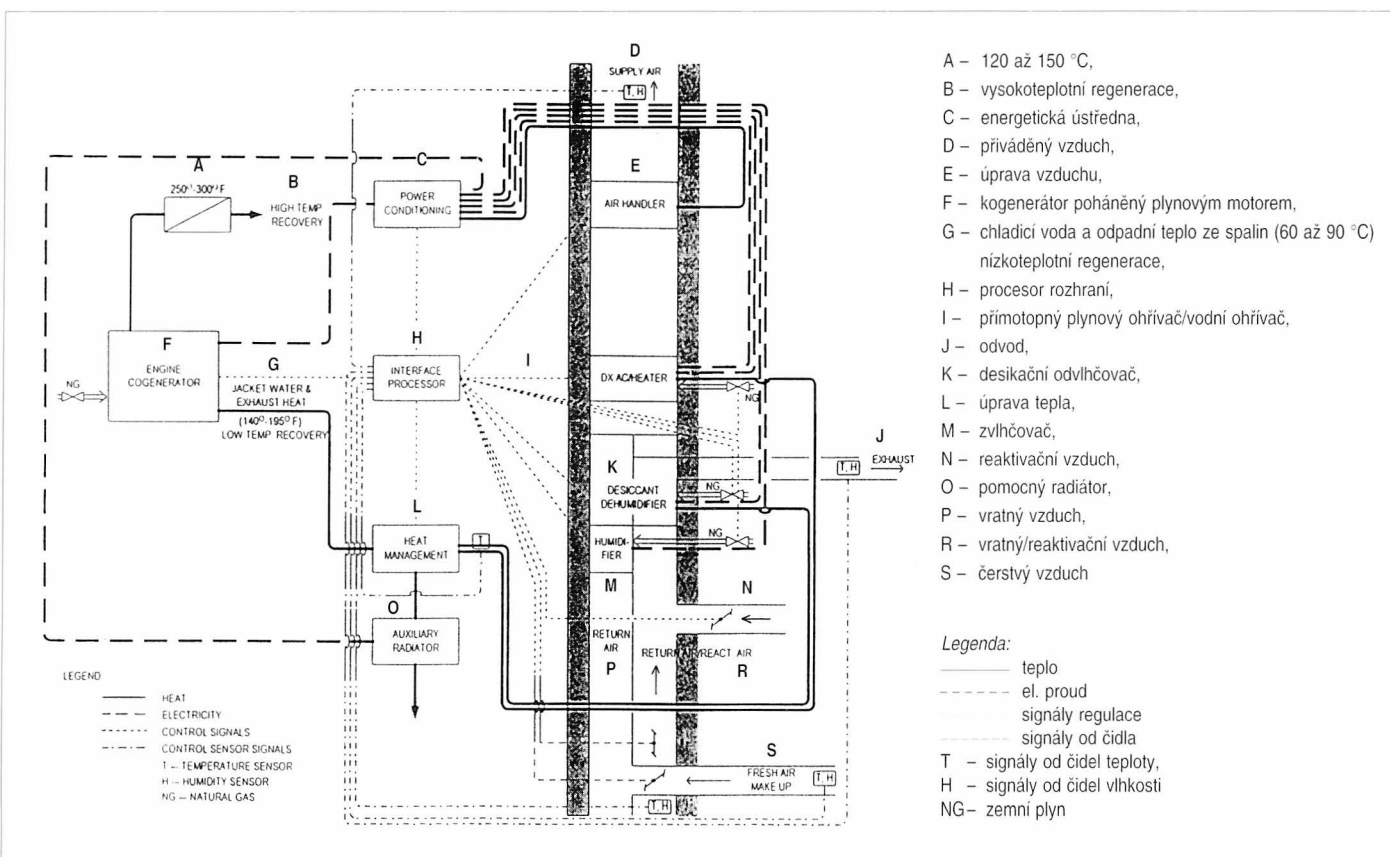 D
SUPPLY AIR
T, H
A
250°-300°F
B
HIGH TEMP
RECOVERY
C
POWER
CONDITIONING
E
AIR HANDLER
F
ENGINE
COGENERATOR
NG
G
JACKET WATER &
EXHAUST HEAT
(140°-195° F)
LOW TEMP RECOVERY
H
INTERFACE
PROCESSOR
I
DX AC/HEATER
NG
J
EXHAUST
T, H
K
DESICCANT
DEHUMIDIFIER
NG
L
HEAT
MANAGEMENT
T
HUMIDI-
FIER
NG
M
N
O
AUXILIARY
RADIATOR
RETURN
AIR
P
RETURN AIR/REACT AIR
R
S
FRESH AIR
MAKE UP
T, H
T, H
LEGEND
HEAT
ELECTRICITY
CONTROL SIGNALS
CONTROL SENSOR SIGNALS
T – TEMPERATURE SENSOR
H – HUMIDITY SENSOR
NG – NATURAL GAS
A – 120 až 150 °C,
B – vysokoteplotní regenerace,
C – energetická ústředna,
D – přiváděný vzduch,
E – úprava vzduchu,
F – kogenerátor poháněný plynovým motorem,
G – chladicí voda a odpadní teplo ze spalin (60 až 90 °C)
nízkoteplotní regenerace,
H – procesor rozhraní,
I – přímotopný plynový ohřívač/vodní ohřívač,
J – odvod,
K – desikační odvlhčovač,
L – úprava tepla,
M – zvlhčovač,
N – reaktivační vzduch,
O – pomocný radiátor,
P – vratný vzduch,
R – vratný/reaktivační vzduch,
S – čerstvý vzduch
Legenda:
teplo
el. proud
signály regulace
signály od čidla
T – signály od čidel teploty,
H – signály od čidel vlhkosti
NG– zemní plyn